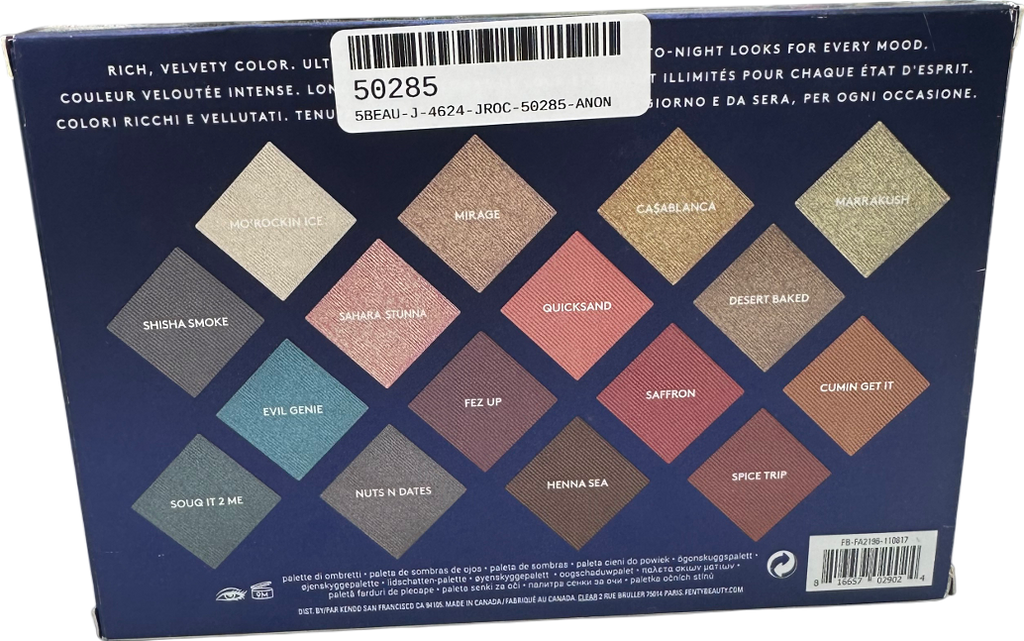 RICH, VELVETY COLOR. ULT
O-NIGHT LOOKS FOR EVERY MOOD.
COULEUR VELOUTÉE INTENSE. LON
T ILLIMITÉS POUR CHAQUE ÉTAT D'ESPRIT.
COLORI RICCHI E VELLUTATI. TENU
GIORNO E DA SERA, PER OGNI OCCASIONE.
50285
5BEAU-J-4624-JROC-50285-ANON
MO'ROCKIN ICE
MIRAGE
CA$ABLANCA
MARRAKUSH
SHISHA SMOKE
SAHARA STUNNA
QUICKSAND
DESERT BAKED
EVIL GENIE
FEZ UP
SAFFRON
CUMIN GET IT
SOUQ IT 2 ME
NUTS N DATES
HENNA SEA
SPICE TRIP
palette di ombretti • paleta de sombras de ojos • paleta de sombras • paleta cieni do powiek • ögonskuggspalett •
øjenskyggepalette • lidschatten-palette • øyenskyggepalett • oogschaduwpalet • παλέτα σκιών ματιών •
paletă farduri de pleoape • paleta senki za oči • палитра сенки за очи • paletka očních stínů
DIST. BY/PAR KENDO SAN FRANCISCO CA 94105. MADE IN CANADA/FABRIQUÉ AU CANADA. CLEAR 2 RUE BRULLER 75014 PARIS. FENTYBEAUTY.COM
9M
FB-FA2196-110817
8 16657 02902 4